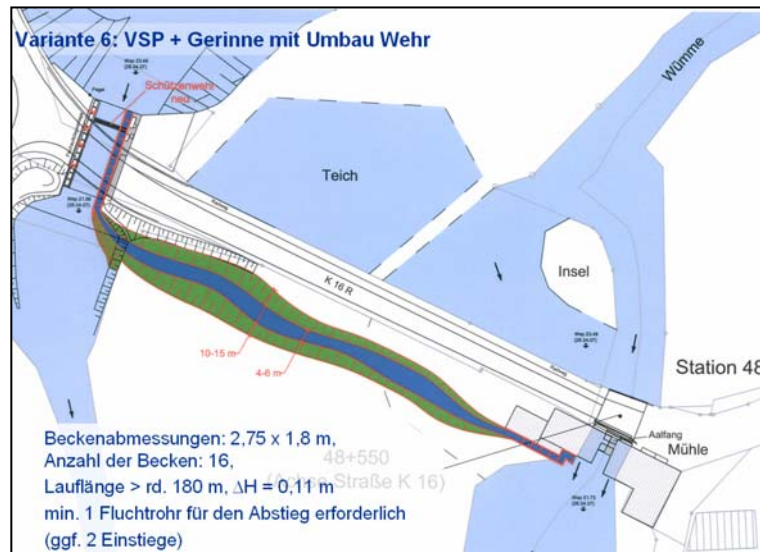 Variante 6: VSP + Gerinne mit Umbau Wehr
Pegel
Schützenwehr
neu
Wümme
Teich
Insel
K 16 R
10-15 m
4-6 m
Station 48
Aalfang
Mühle
Beckenabmessungen: 2,75 x 1,8 m,
Anzahl der Becken: 16,
48+550
Lauflänge > rd. 180 m, ΔH = 0,11 m
(Achse Straße K 16)
min. 1 Fluchtrohr für den Abstieg erforderlich
(ggf. 2 Einstiege)